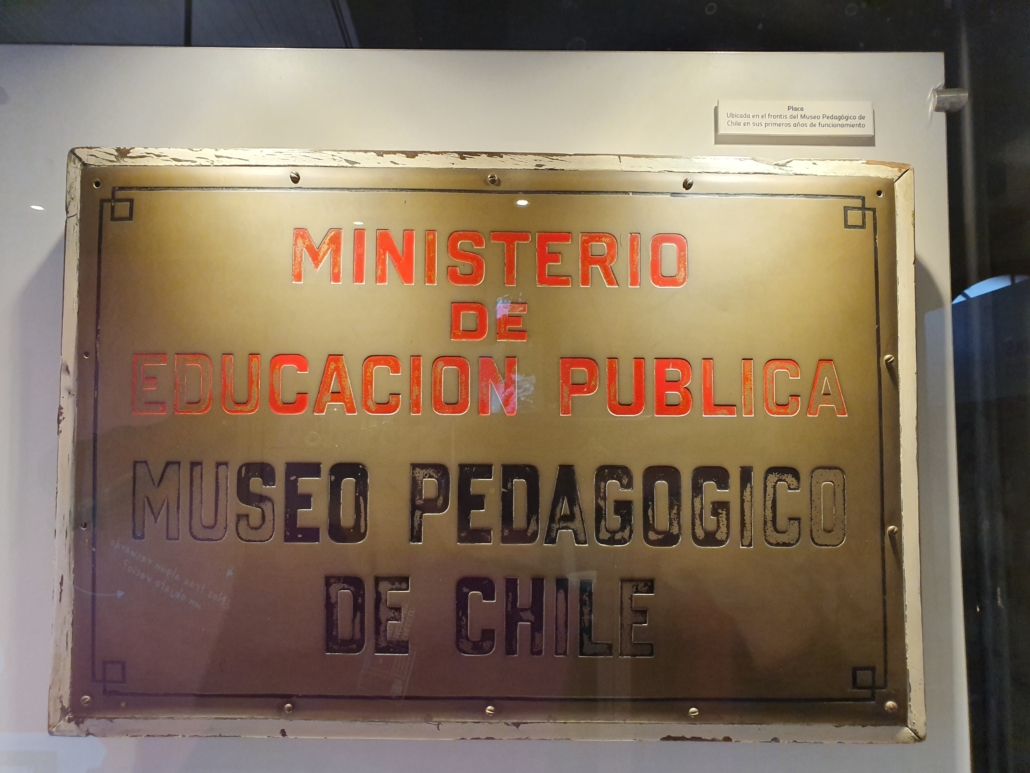 Placa
Ubicada en el frontis del Museo Pedagógico de
Chile en sus primeros años de funcionamiento
MINISTERIO
DE
EDUCACION PUBLICA
MUSEO PEDAGOGICO
DE CHILE